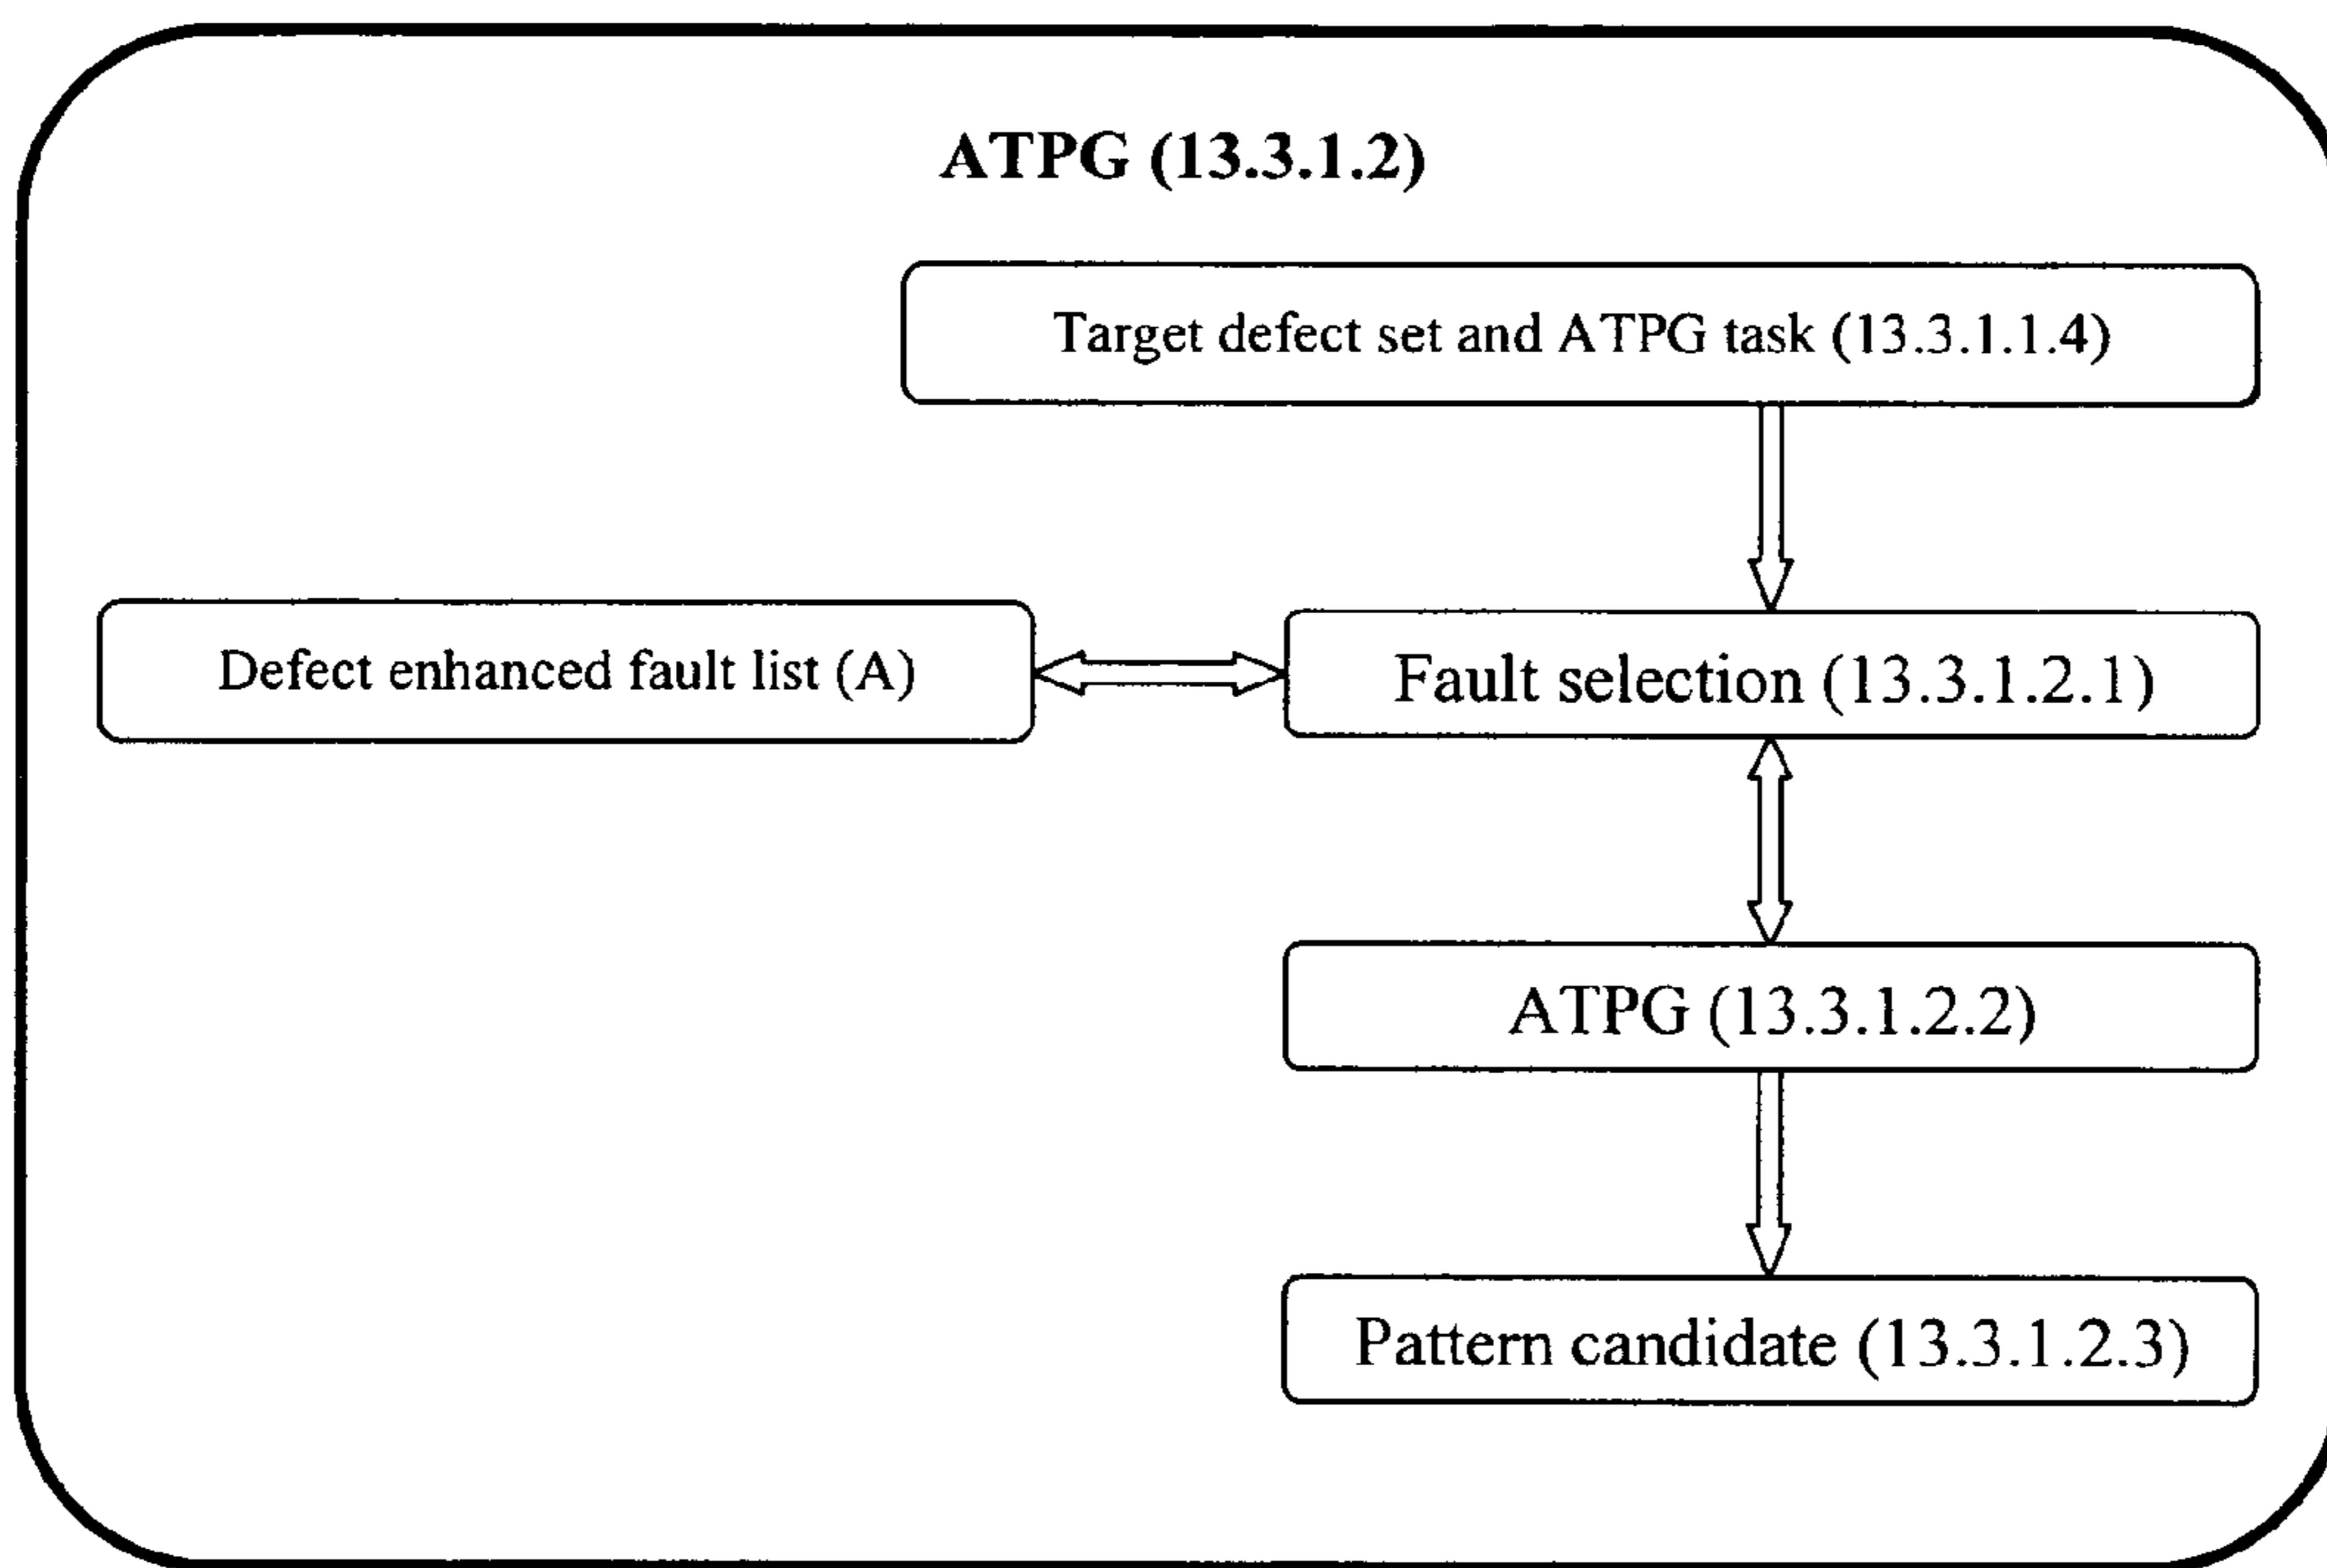 ATPG (13.3.1.2)
Target defect set and ATPG task (13.3.1.1.4)
Defect enhanced fault list (A)
Fault selection (13.3.1.2.1)
ATPG (13.3.1.2.2)
Pattern candidate (13.3.1.2.3)